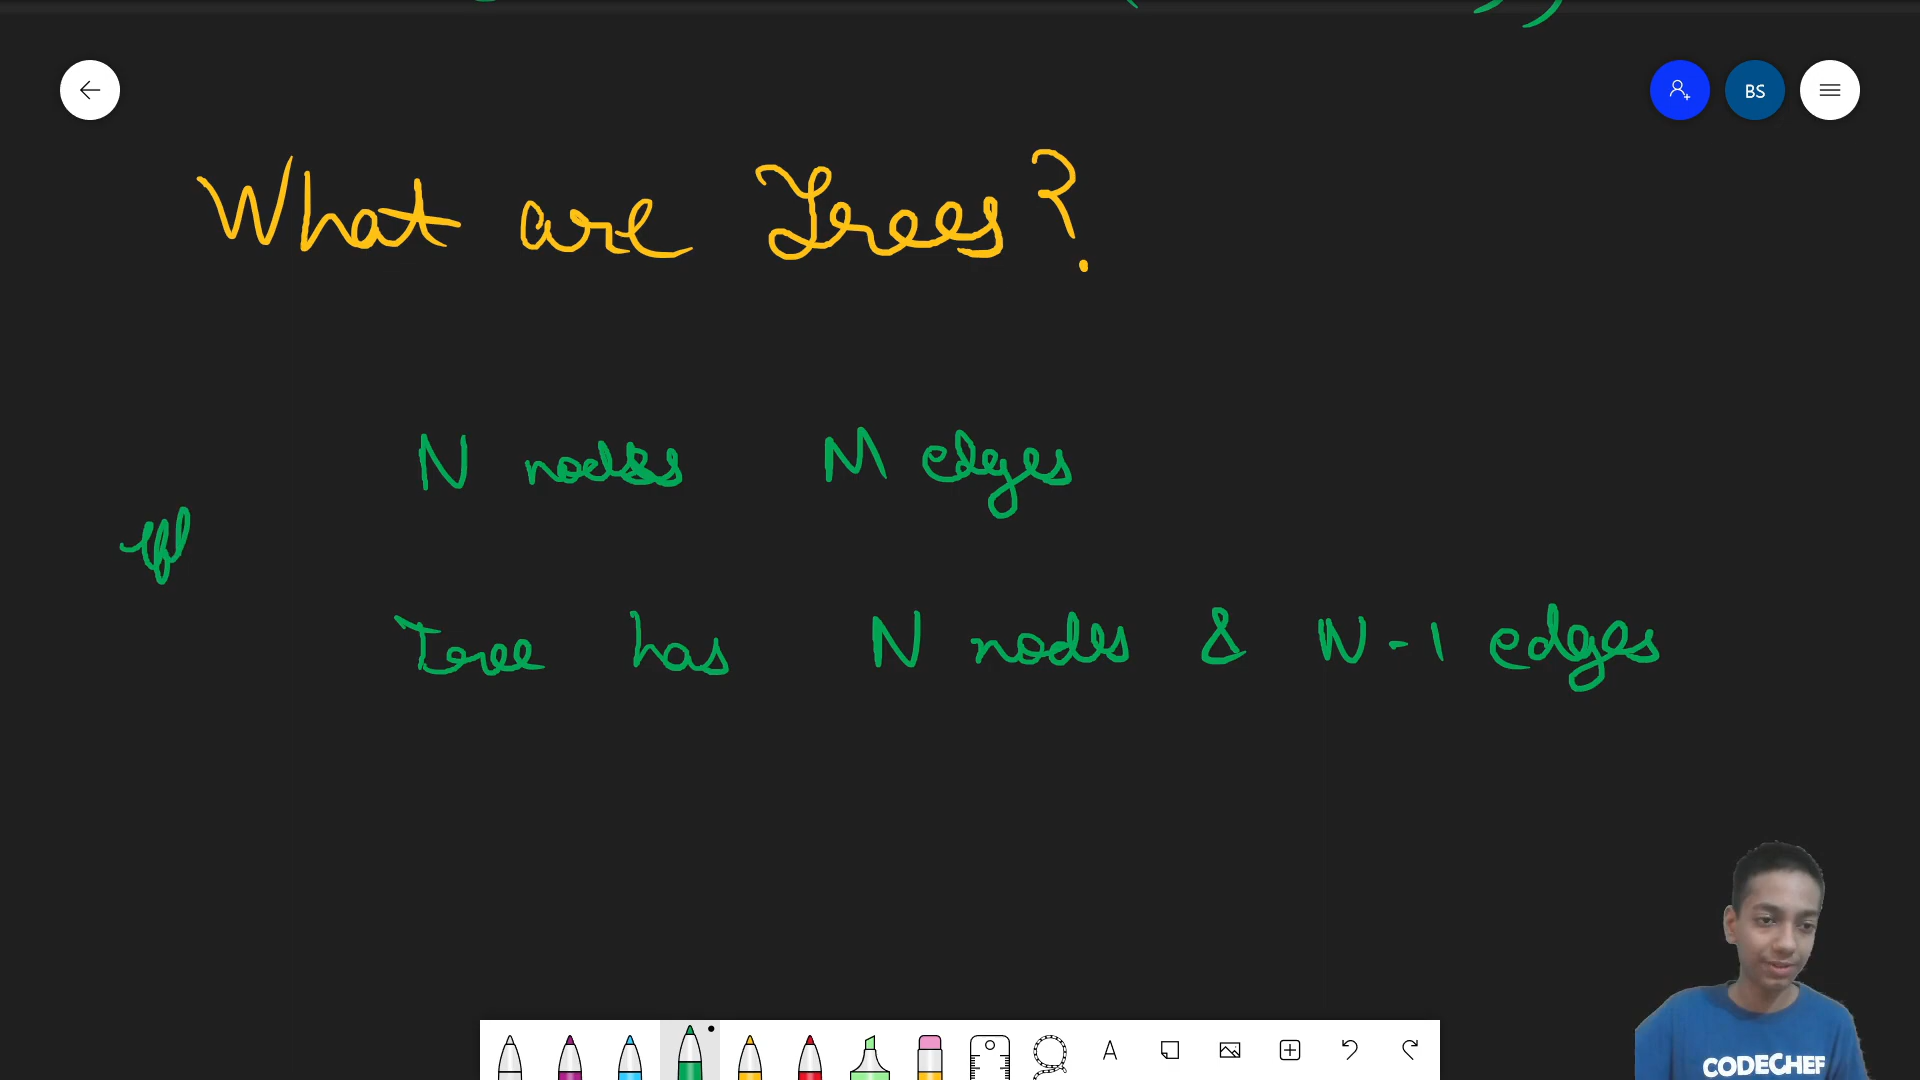 BS
What are Trees?
N nodes M edges
Tree has N nodes & N-1 edges
A
CODECHEF